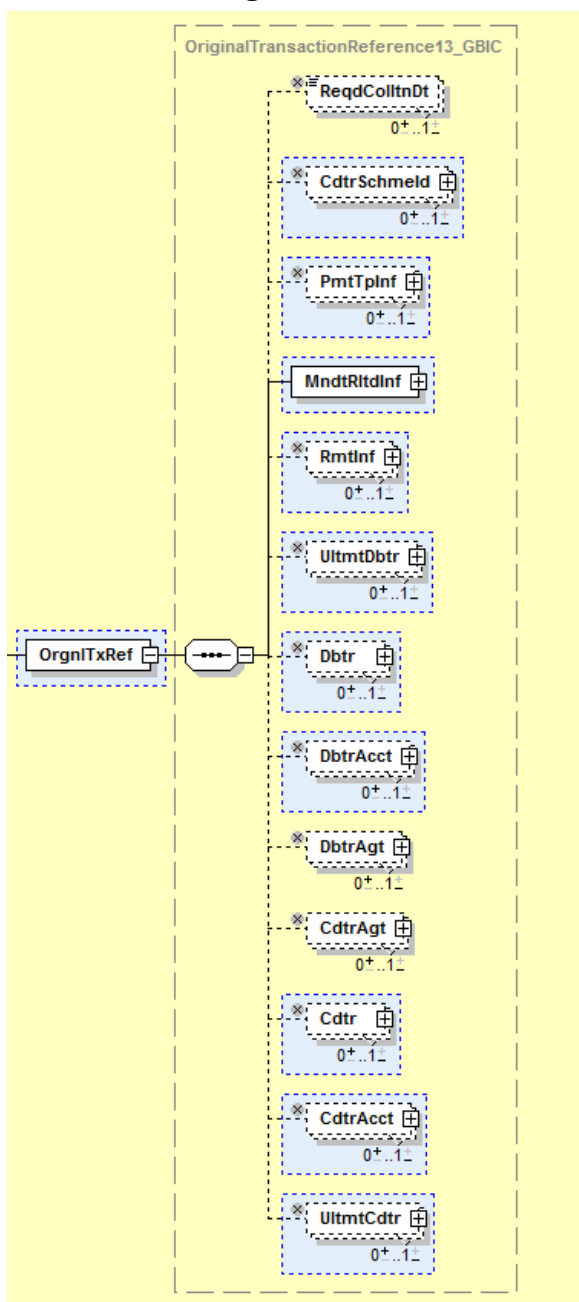 OriginalTransactionReference13_GBIC
ReqdColltnDt
0±..1±
CdtrSchmeId
0±..1±
PmtTpInf
0±..1±
MndtRltdInf
RmtInf
0±..1±
UltmtDbtr
0±..1±
OrgnlTxRef
Dbtr
0±..1±
DbtrAcct
0±..1±
DbtrAgt
0±..1±
CdtrAgt
0±..1±
Cdtr
0±..1±
CdtrAcct
0±..1±
UltmtCdtr
0±..1±